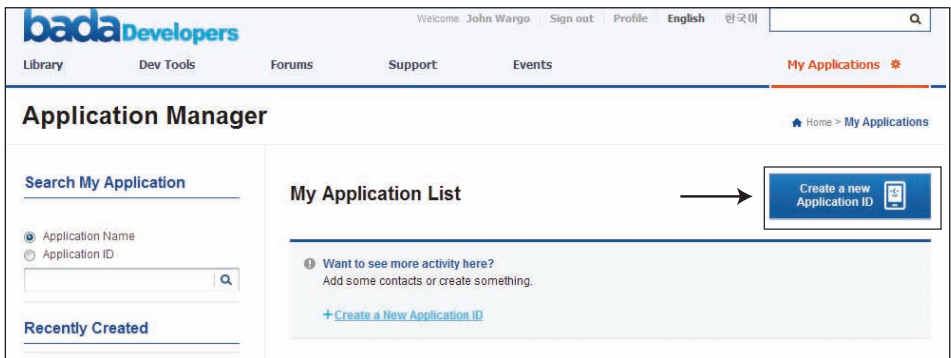 bada Developers
Welcome John Wargo Sign out Profile English 한국어
Library Dev Tools Forums Support Events My Applications
Application Manager
Home > My Applications
Search My Application
Application Name
Application ID
Recently Created
My Application List
Create a new
Application ID
Want to see more activity here?
Add some contacts or create something.
+Create a New Application ID